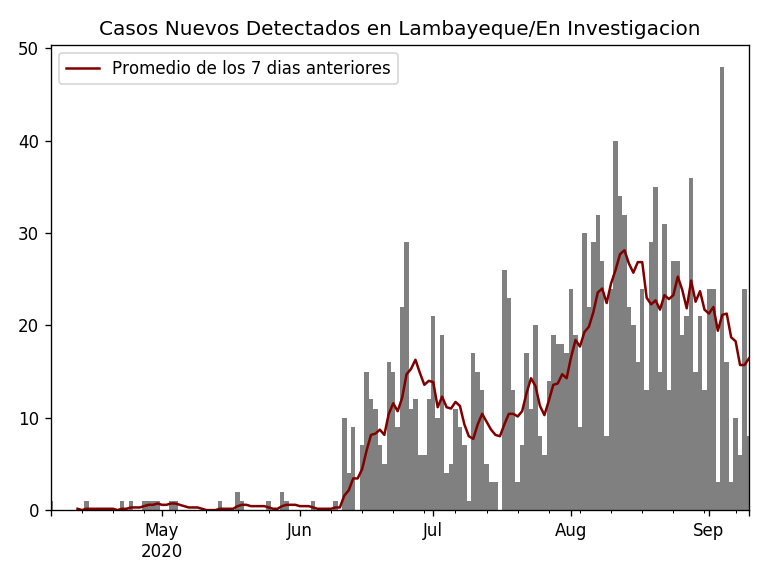 Casos Nuevos Detectados en Lambayeque/En Investigacion
Promedio de los 7 dias anteriores
50
40
30
20
10
0
May Jun Jul Aug Sep
2020